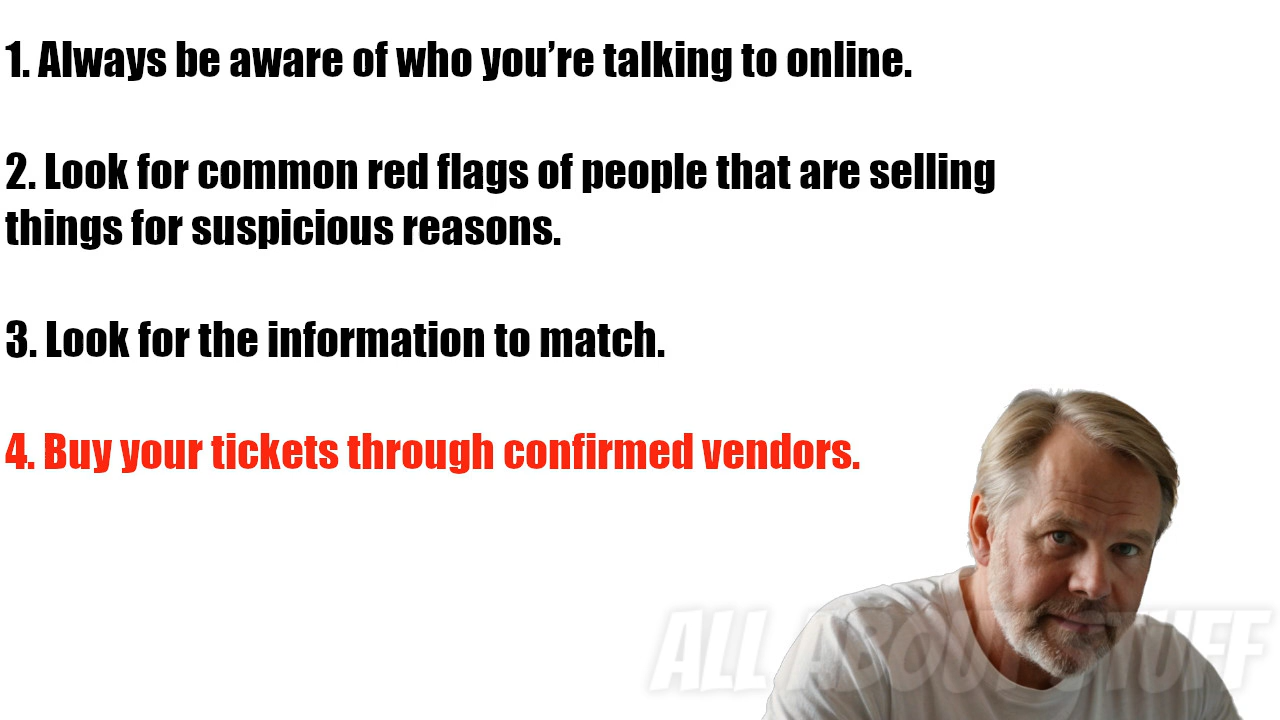 1. Always be aware of who you’re talking to online.
2. Look for common red flags of people that are selling
things for suspicious reasons.
3. Look for the information to match.
4. Buy your tickets through confirmed vendors.
ALL ABOUT STUFF